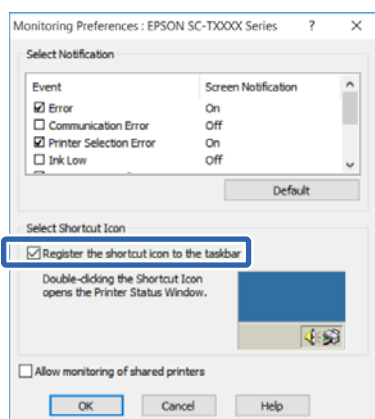 Monitoring Preferences : EPSON SC-TXXXX Series ? ×
Select Notification
Event Screen Notification
Error On
Communication Error Off
Printer Selection Error On
Ink Low Off
Default
Select Shortcut Icon
Register the shortcut icon to the taskbar
Double-clicking the Shortcut Icon
opens the Printer Status Window.
Allow monitoring of shared printers
OK Cancel Help